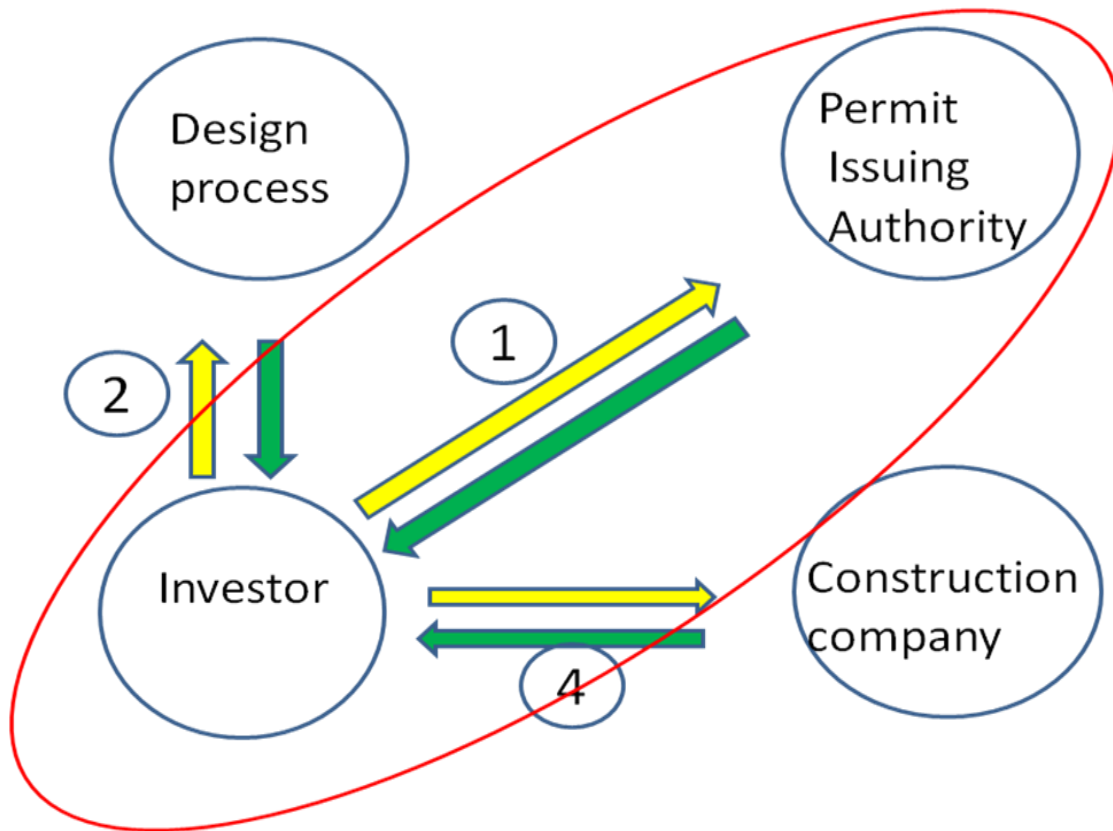 Design
process
Permit
Issuing
Authority
1
2
Investor
Construction
company
4